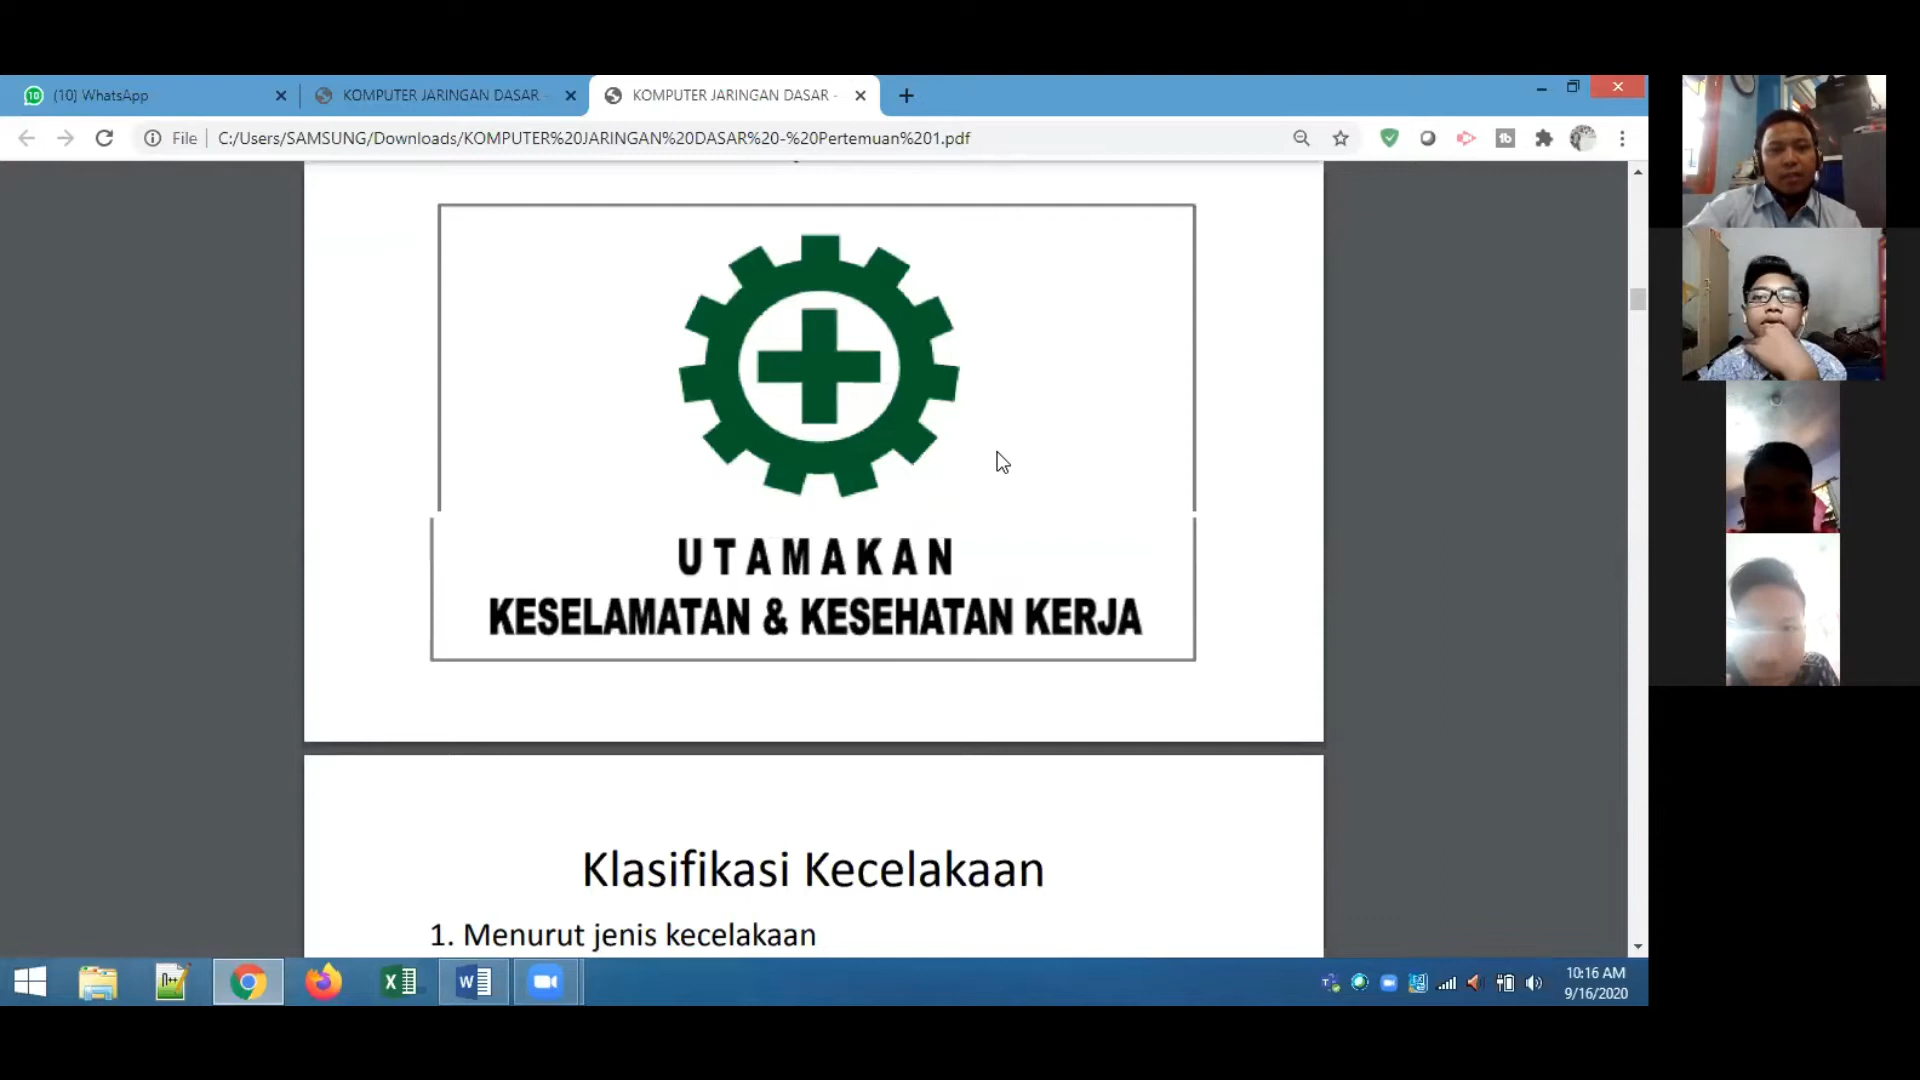 (10) WhatsApp
KOMPUTER JARINGAN DASAR -
KOMPUTER JARINGAN DASAR -
File
C:/Users/SAMSUNG/Downloads/KOMPUTER%20JARINGAN%20DASAR%20-%20Pertemuan%201.pdf
UTAMAKAN
KESELAMATAN & KESEHATAN KERJA
Klasifikasi Kecelakaan
1. Menurut jenis kecelakaan
10:16 AM
9/16/2020